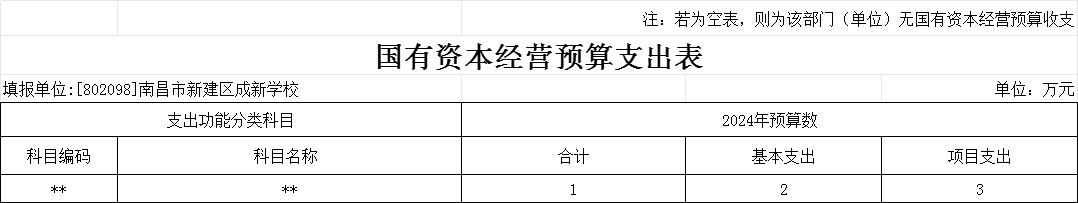 注：若为空表，则为该部门（单位）无国有资本经营预算收支
国有资本经营预算支出表
填报单位:[802098]南昌市新建区成新学校 单位：万元
支出功能分类科目 2024年预算数
科目编码 科目名称 合计 基本支出 项目支出
** ** 1 2 3